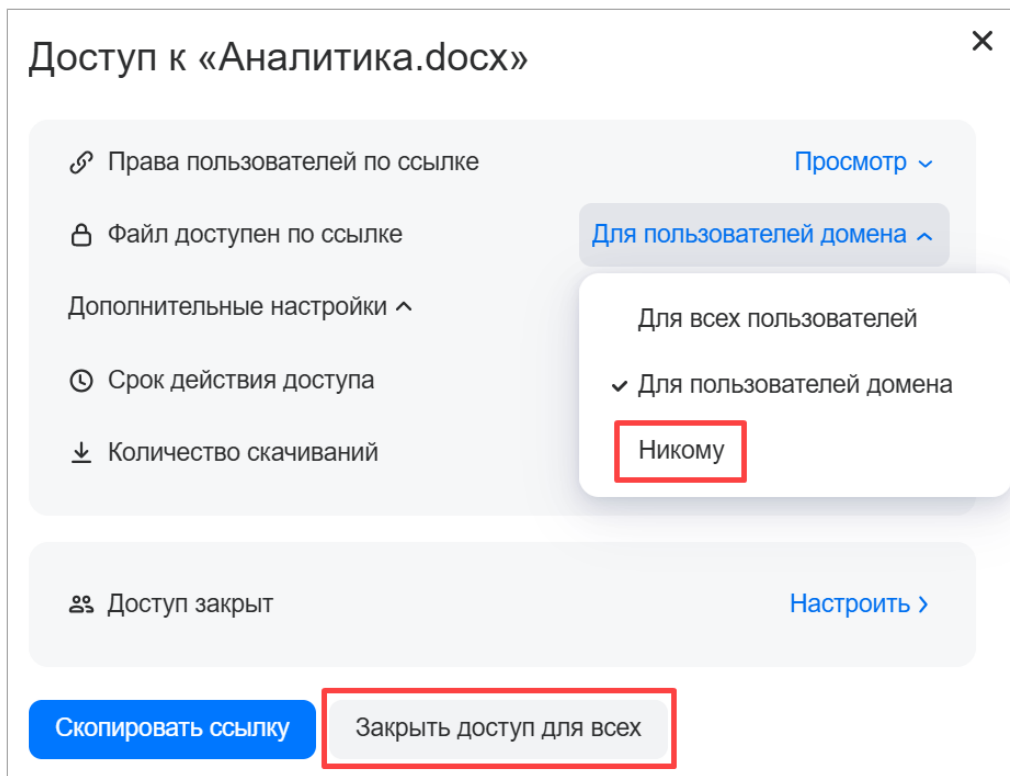 Доступ к «Аналитика.docx»
Права пользователей по ссылке Просмотр
Файл доступен по ссылке Для пользователей домена
Дополнительные настройки
Для всех пользователей
Срок действия доступа
Для пользователей домена
Количество скачиваний
Никому
Доступ закрыт Настроить
Скопировать ссылку Закрыть доступ для всех